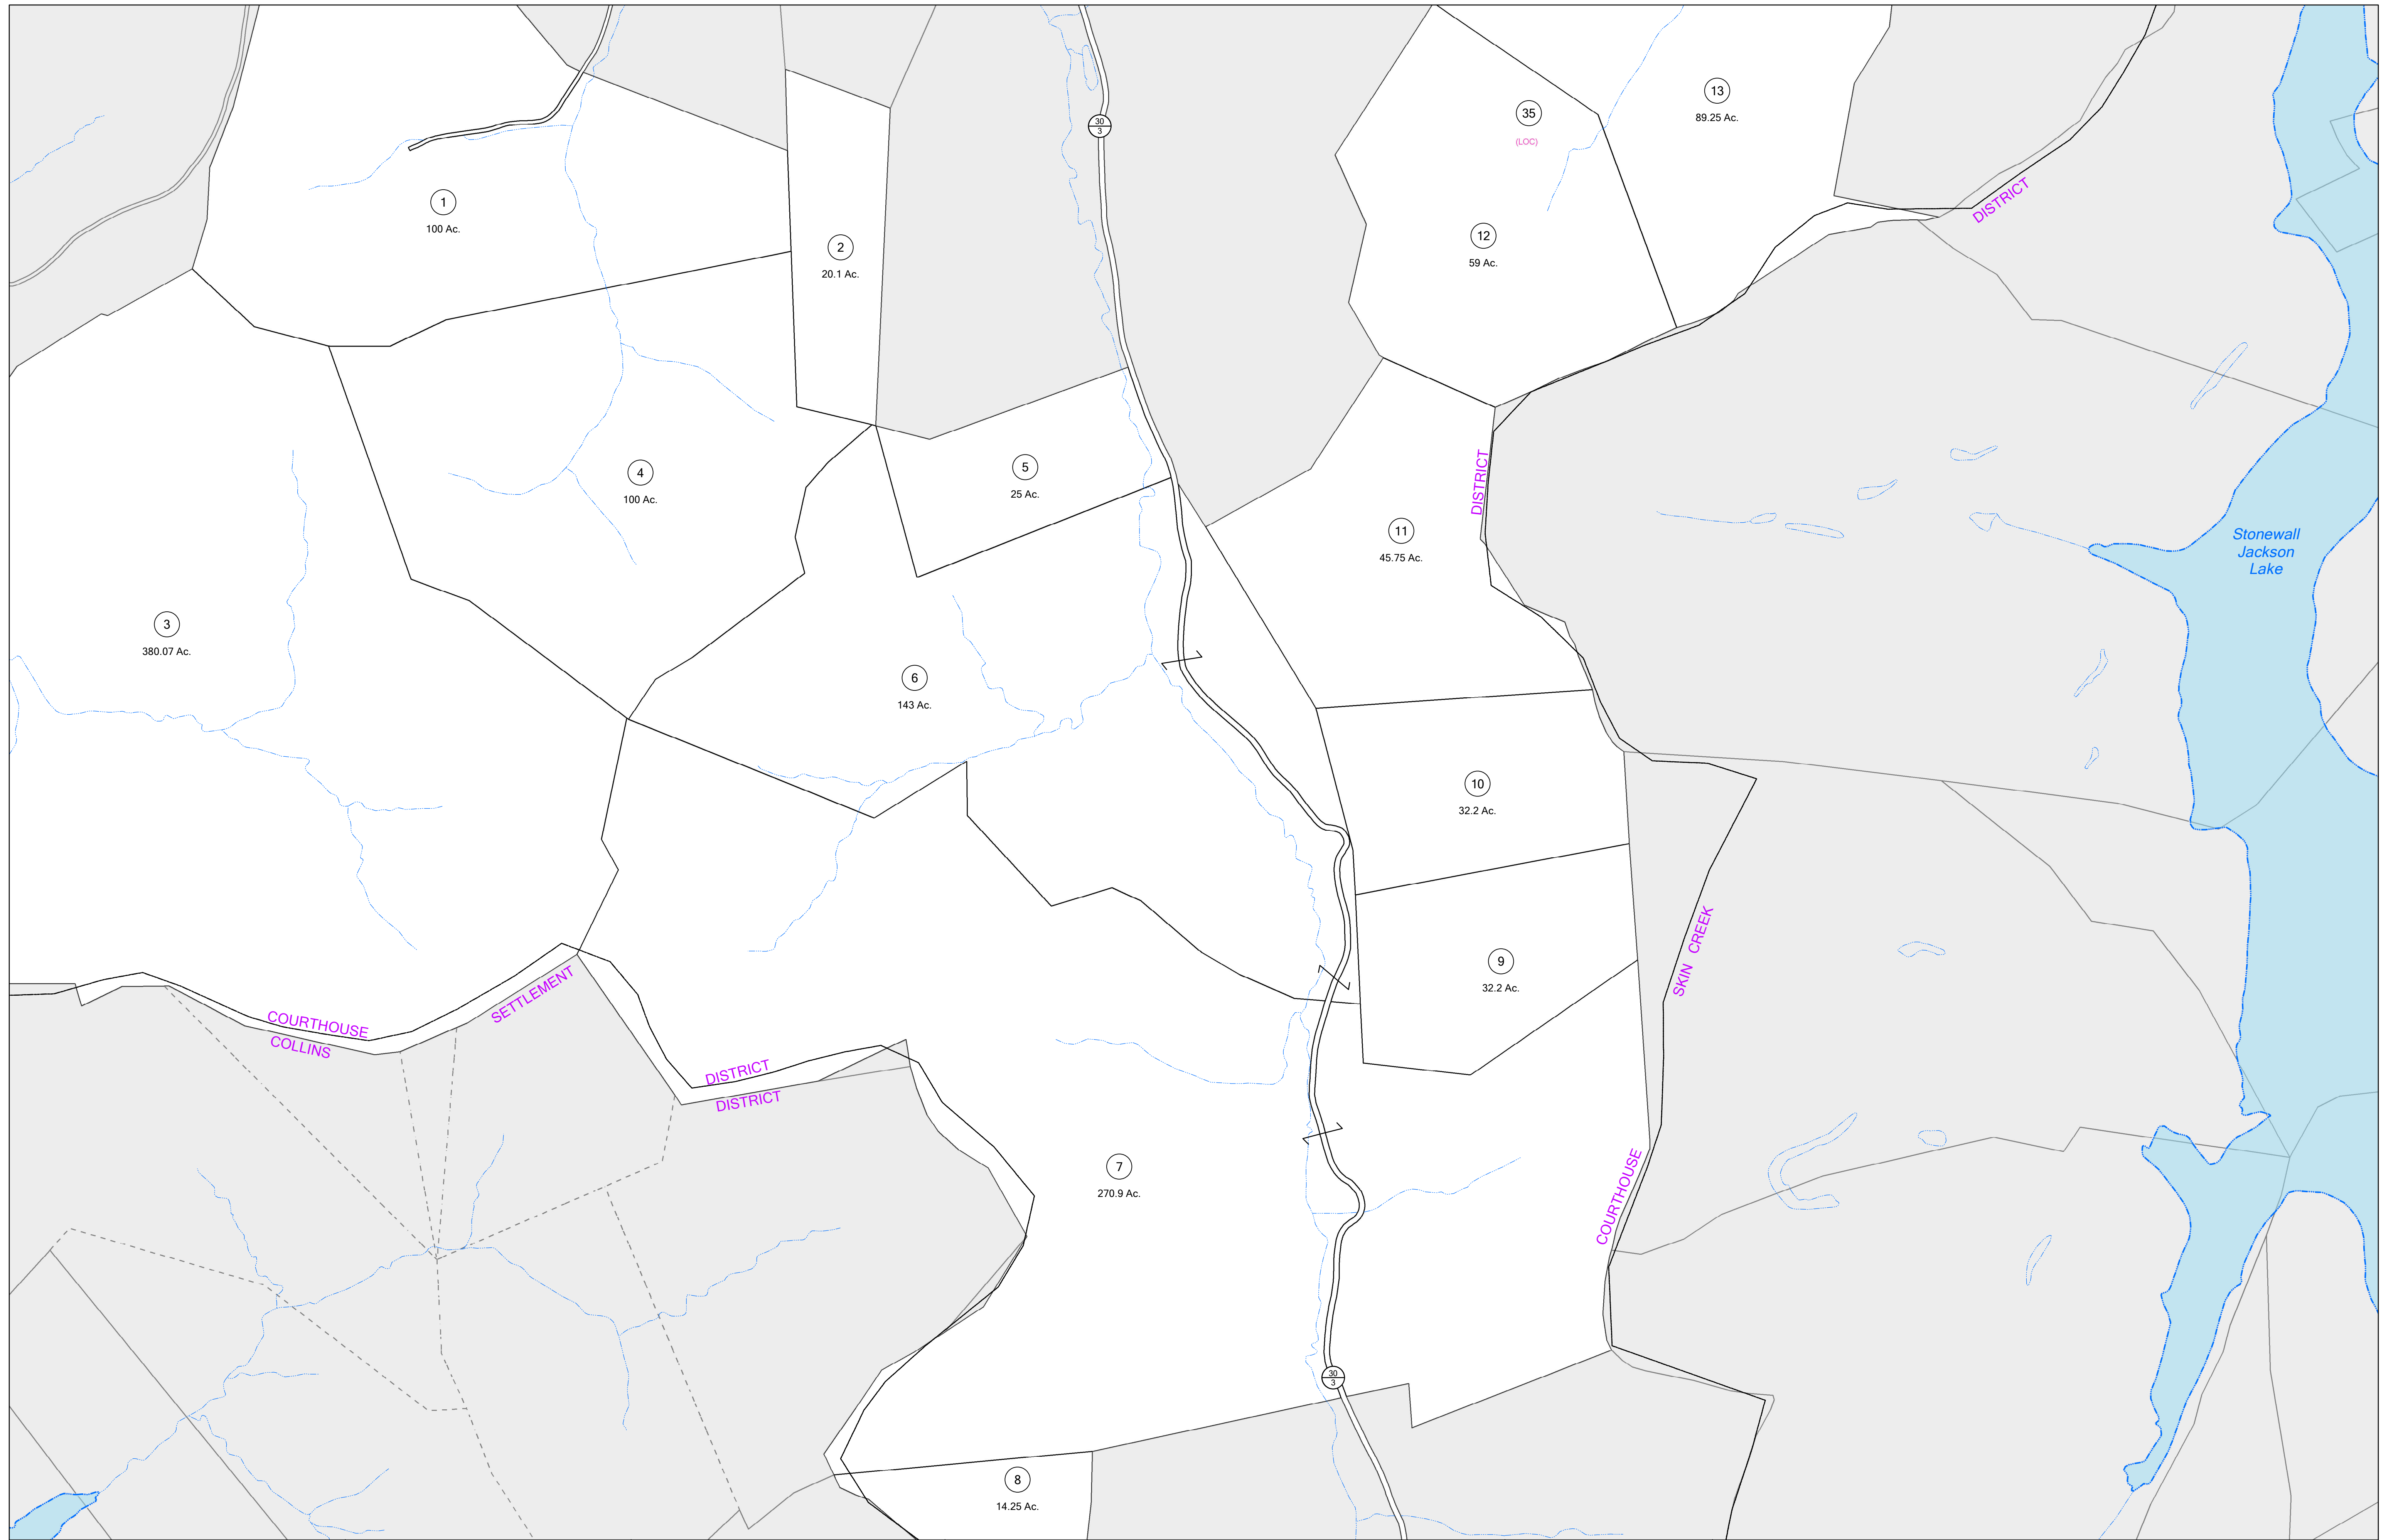 30
3
35
(LOC)
13
89.25 Ac.
DISTRICT
1
100 Ac.
2
20.1 Ac.
12
59 Ac.
4
100 Ac.
5
25 Ac.
DISTRICT
11
45.75 Ac.
Stonewall
Jackson
Lake
3
380.07 Ac.
6
143 Ac.
10
32.2 Ac.
9
32.2 Ac.
SKIN CREEK
COURTHOUSE
COLLINS
SETTLEMENT
DISTRICT
DISTRICT
7
270.9 Ac.
COURTHOUSE
30
3
8
14.25 Ac.